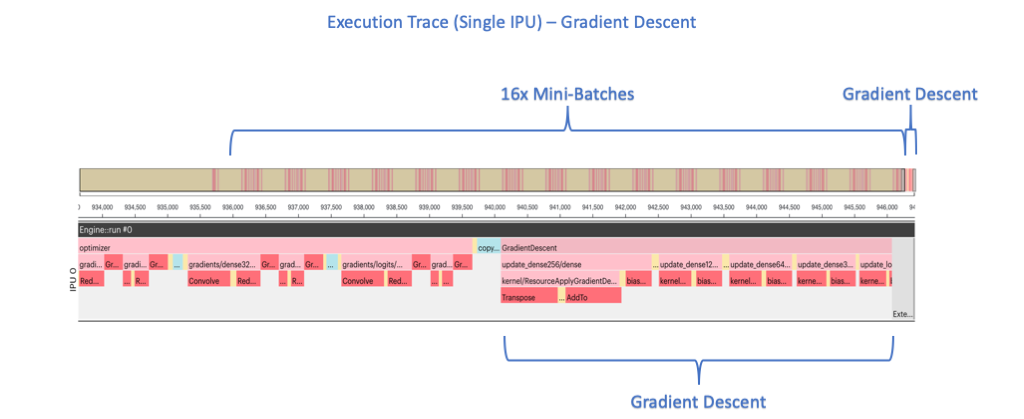 Execution Trace (Single IPU) – Gradient Descent
16x Mini-Batches
Gradient Descent
934,000 934,500 935,000 935,500 936,000 936,500 937,000 937,500 938,000 938,500 939,000 939,500 940,000 940,500 941,000 941,500 942,000 942,500 943,000 943,500 944,000 944,500 945,000 945,500 946,000
Engine::run #0
IPU 0
optimizer copy... GradientDescent
gradi... Gr... gradi... Gr... ... gradients/dense32... Gr... grad... Gr... ... gradients/logits/... Gr... grad... Gr... update_dense256/dense ... update_dense12... ...update_dense64... update_dense3... update_lo
Red... ... R... Convolve Red... ... R... Convolve Red... ... ... kernel/ResourceApplyGradientDe... bias... kernel... bias... kernel... bias... kerne... bias... kerne...
Transpose ... AddTo
Exte...
Gradient Descent